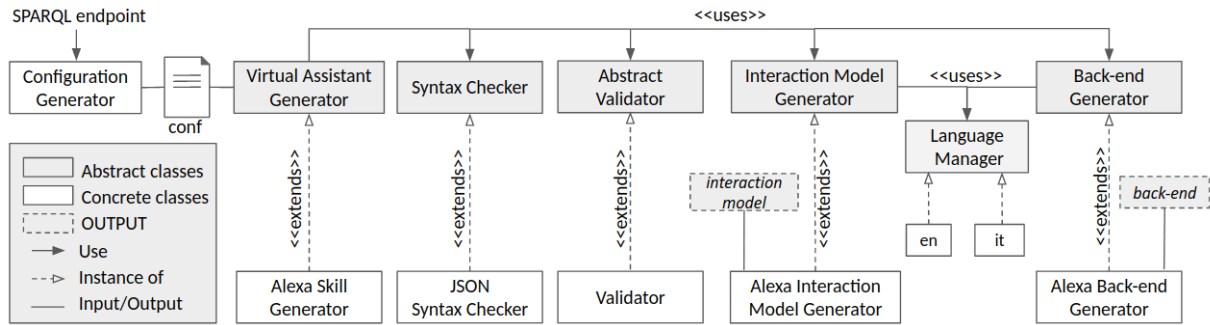 SPARQL endpoint
<<uses>>
Configuration
Generator
conf
Virtual Assistant
Generator
Syntax Checker
Abstract
Validator
Interaction Model
Generator
<<uses>>
Back-end
Generator
Language
Manager
Abstract classes
Concrete classes
OUTPUT
Use
Instance of
Input/Output
<<extends>>
<<extends>>
<<extends>>
interaction
model
<<extends>>
en
it
<<extends>>
back-end
Alexa Skill
Generator
JSON
Syntax Checker
Validator
Alexa Interaction
Model Generator
Alexa Back-end
Generator